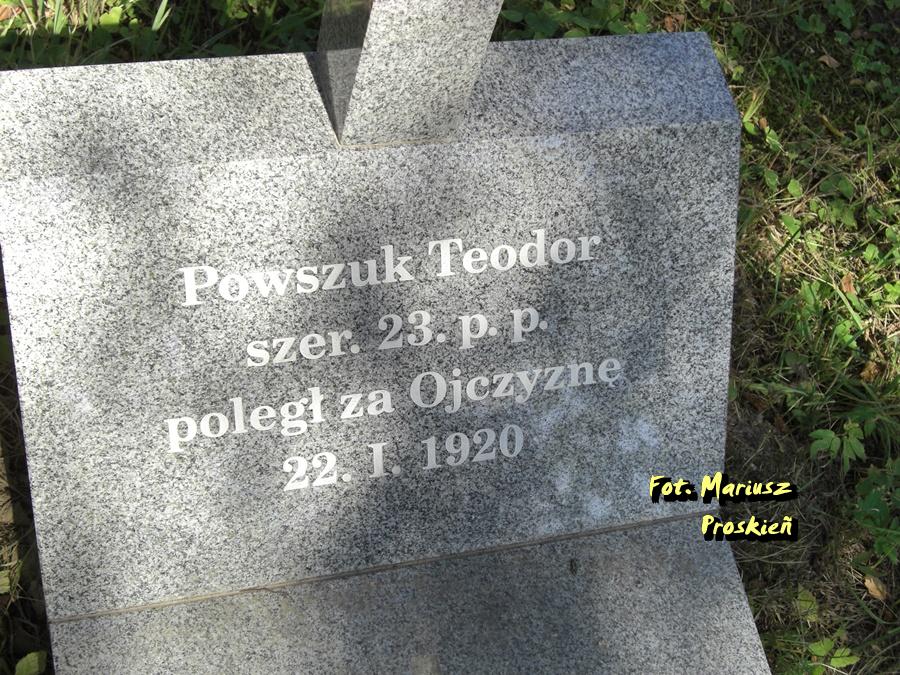 Powszuk Teodor
szer. 23. p. p.
poległ za Ojczyznę
22. I. 1920
Fot. Mariusz
Proskień